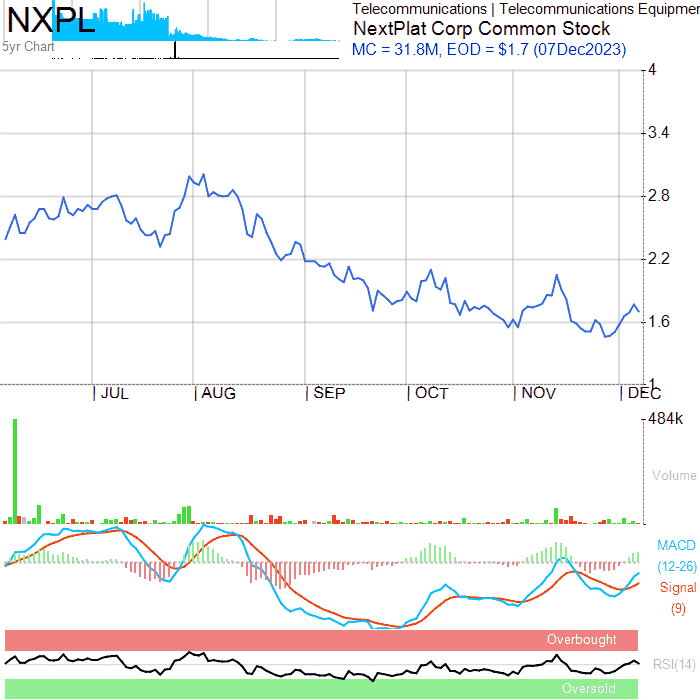 NXPL
5yr Chart
Telecommunications | Telecommunications Equipmen
NextPlat Corp Common Stock
MC = 31.8M, EOD = $1.7 (07Dec2023)
4
3.4
2.8
2.2
1.6
1
JUL AUG SEP OCT NOV DEC
484k
Volume
MACD
(12-26)
Signal
(9)
Overbought
RSI(14)
Oversold